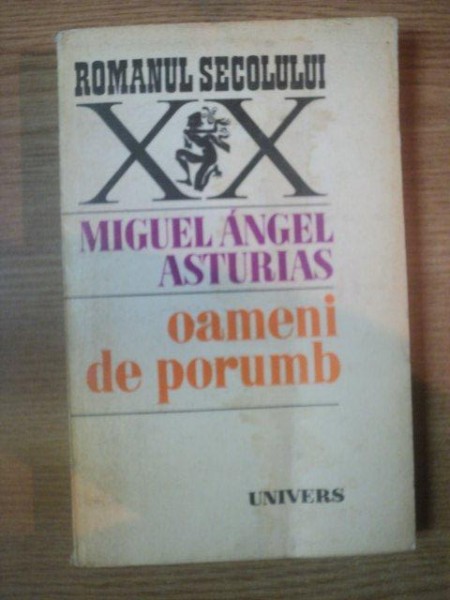 ROMANUL SECOLULUI
XX
MIGUEL ÁNGEL
ASTURIAS
oameni
de porumb
UNIVERS